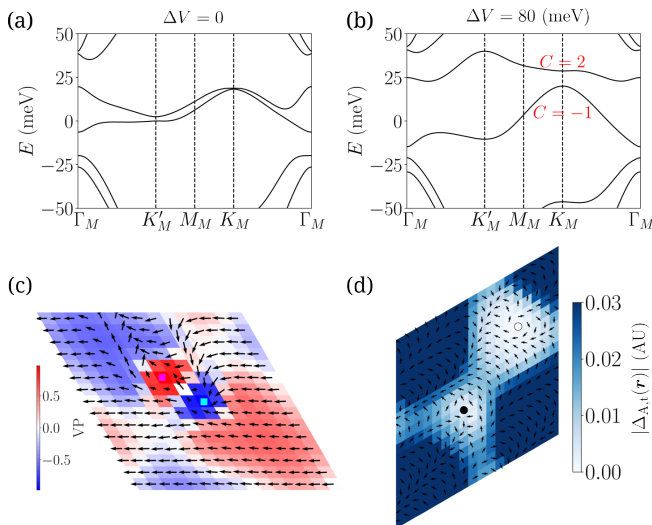 (a)
ΔV = 0
E (meV)
50
25
0
−25
−50
Γ_M
K′_M
M_M
K_M
Γ_M
(b)
ΔV = 80 (meV)
E (meV)
50
25
0
−25
−50
C = 2
C = −1
Γ_M
K′_M
M_M
K_M
Γ_M
(c)
0.5
0.0
−0.5
VP
(d)
0.03
0.02
0.01
0.00
|Δ_{A,t}(r)| (AU)